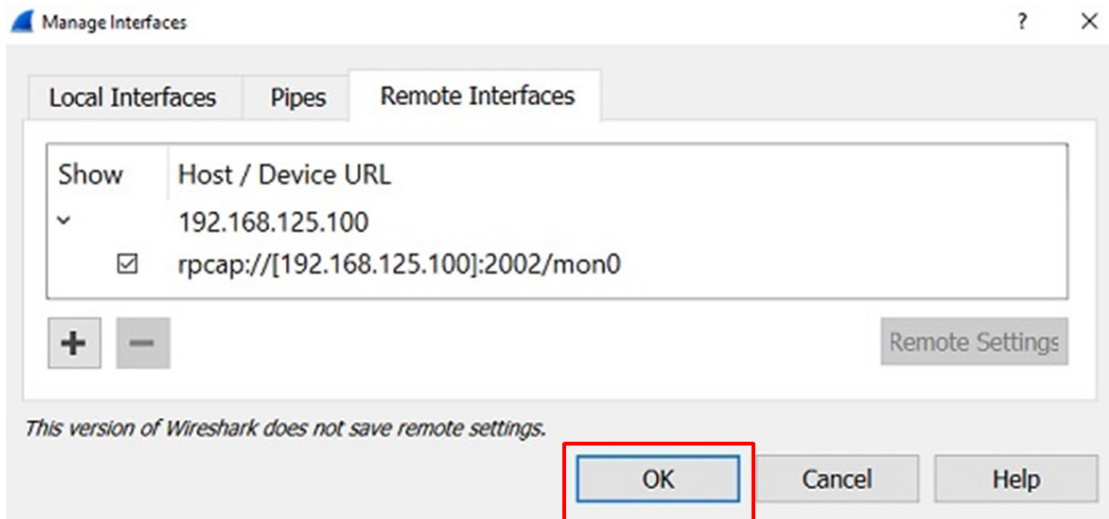 Manage Interfaces ? ×
Local Interfaces Pipes Remote Interfaces
Show Host / Device URL
192.168.125.100
rpcap://[192.168.125.100]:2002/mon0
+ − Remote Settings
This version of Wireshark does not save remote settings.
OK Cancel Help